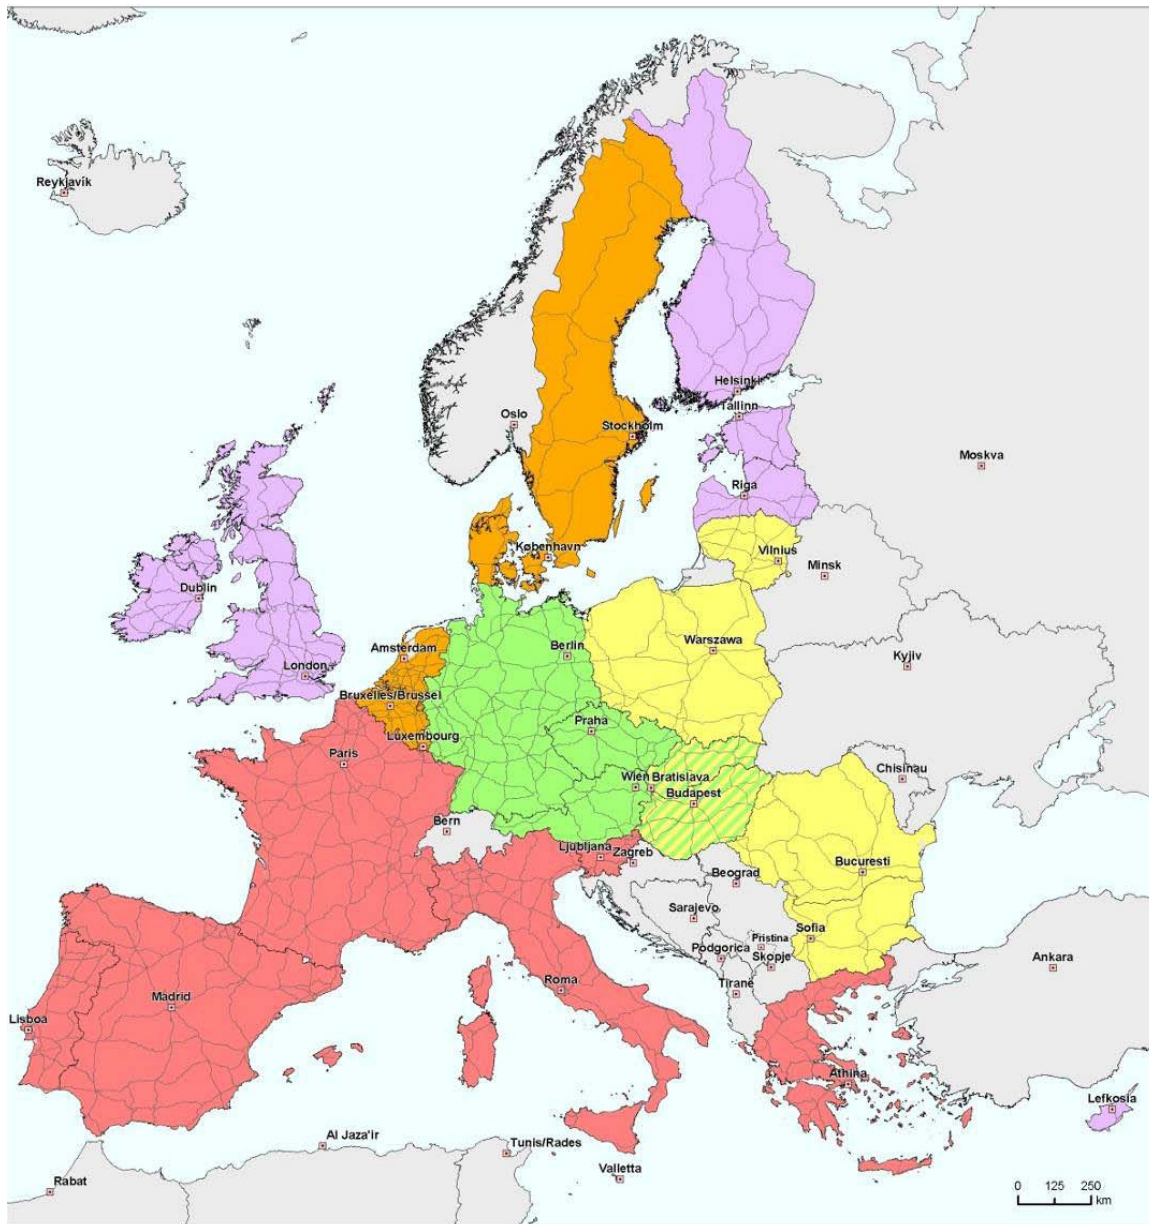 Reykjavík
Helsinki
Tallinn
Oslo
Stockholm
Moskva
Riga
København
Vilnius
Minsk
Dublin
Amsterdam
Berlin
Warszawa
Kyjiv
London
Bruxelles/Brussel
Praha
Luxembourg
Paris
Wien
Bratislava
Chisinau
Budapest
Bern
Ljubljana
Zagreb
Bucuresti
Beograd
Sarajevo
Sofia
Pristina
Podgorica
Skopje
Ankara
Roma
Tirane
Madrid
Lisboa
Athina
Lefkosia
Al Jaza'ir
Tunis/Rades
Valletta
Rabat
0 125 250
km